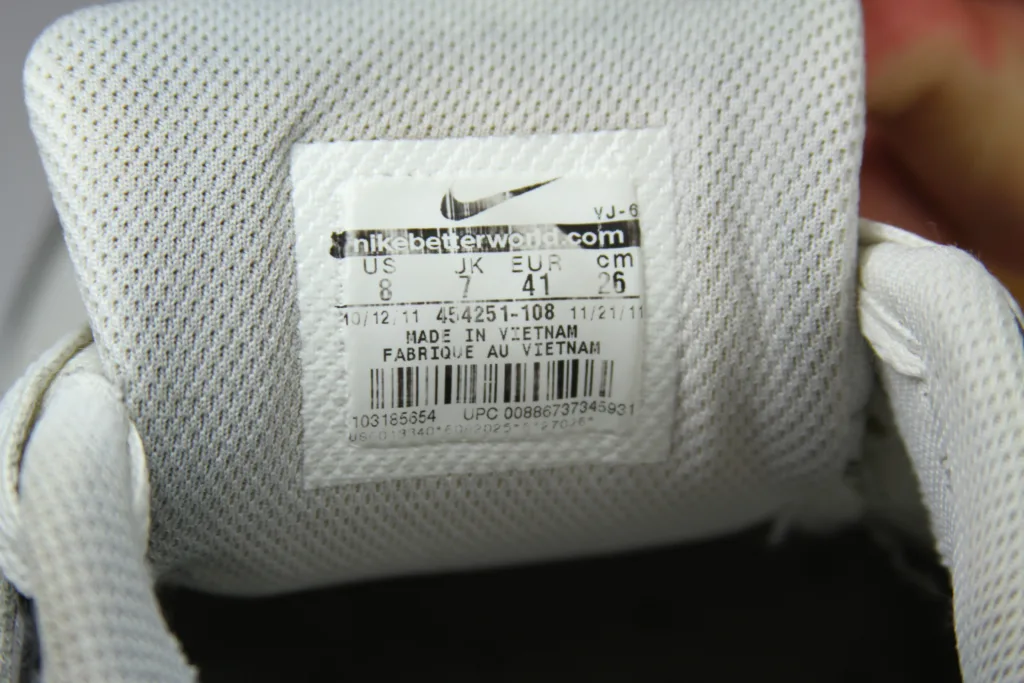 VJ-6
nikebetterworld.com
US UK EUR cm
8 7 41 26
10/12/11 454251-108 11/21/11
MADE IN VIETNAM
FABRIQUE AU VIETNAM
103185654 UPC 00886737345931